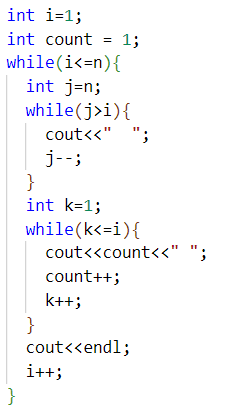 int i=1;
int count = 1;
while(i<=n){
  int j=n;
  while(j>i){
    cout<<"  ";
    j--;
  }
  int k=1;
  while(k<=i){
    cout<<count<<" ";
    count++;
    k++;
  }
  cout<<endl;
  i++;
}